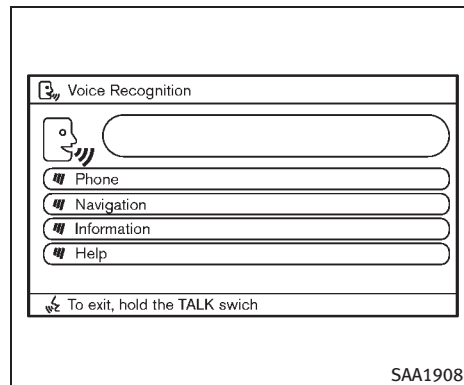 Voice Recognition
Phone
Navigation
Information
Help
To exit, hold the TALK swich
SAA1908